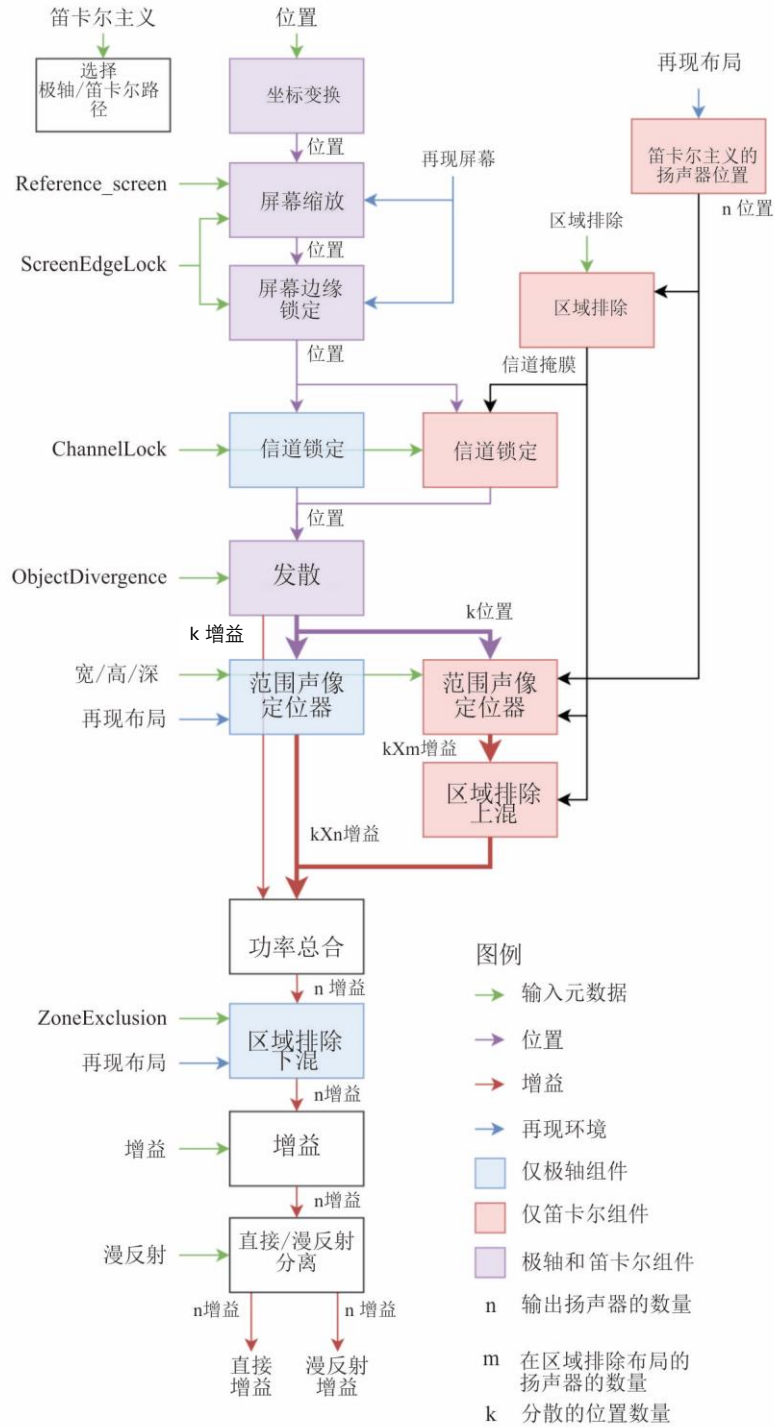 笛卡尔主义
选择
极轴/笛卡尔路
径
位置
坐标变换
位置
再现布局
笛卡尔主义的
扬声器位置
n 位置
Reference_screen
屏幕缩放
再现屏幕
位置
ScreenEdgeLock
屏幕边缘
锁定
区域排除
区域排除
位置
信道掩膜
ChannelLock
信道锁定
信道锁定
位置
ObjectDivergence
发散
k 增益
k位置
宽/高/深
再现布局
范围声像
定位器
范围声像
定位器
kXm增益
区域排除
上混
kXn增益
功率总合
n 增益
ZoneExclusion
再现布局
区域排除
下混
n增益
增益
增益
n增益
漫反射
直接/漫反射
分离
n增益
n 增益
直接
增益
漫反射
增益
图例
输入元数据
位置
增益
再现环境
仅极轴组件
仅笛卡尔组件
极轴和笛卡尔组件
n 输出扬声器的数量
m 在区域排除布局的
扬声器的数量
k 分散的位置数量